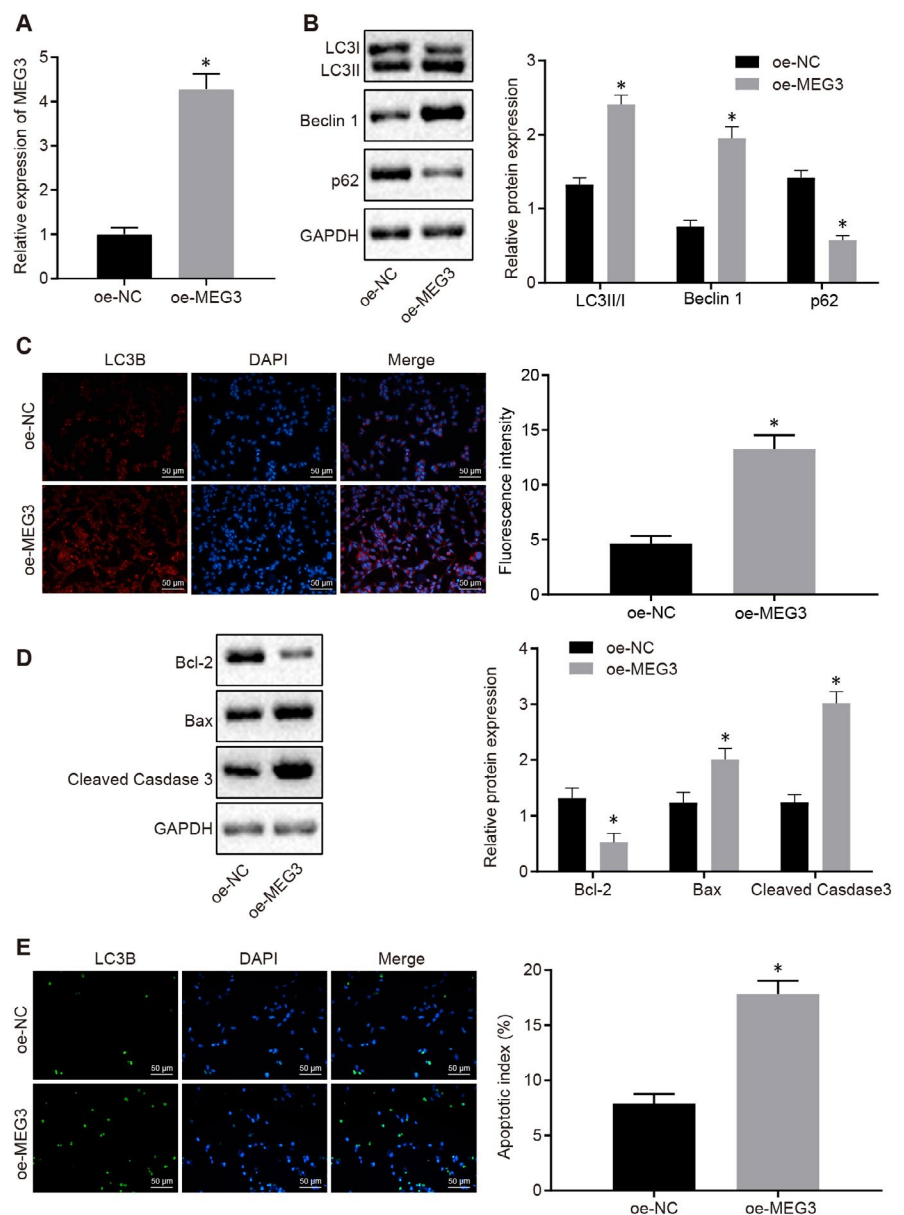 A
Relative expression of MEG3
5
4
3
2
1
0
*
oe-NC
oe-MEG3
B
LC3I
LC3II
Beclin 1
p62
GAPDH
oe-NC
oe-MEG3
Relative protein expression
3
2
1
0
oe-NC
oe-MEG3
*
*
*
LC3II/I
Beclin 1
p62
C
LC3B
DAPI
Merge
oe-NC
50 µm
50 µm
50 µm
oe-MEG3
50 µm
50 µm
50 µm
Fluorescence intensity
20
15
10
5
0
*
oe-NC
oe-MEG3
D
Bcl-2
Bax
Cleaved Casdase 3
GAPDH
oe-NC
oe-MEG3
Relative protein expression
4
3
2
1
0
oe-NC
oe-MEG3
*
*
*
Bcl-2
Bax
Cleaved Casdase3
E
LC3B
DAPI
Merge
oe-NC
50 µm
50 µm
50 µm
oe-MEG3
50 µm
50 µm
50 µm
Apoptotic index (%)
20
15
10
5
0
*
oe-NC
oe-MEG3